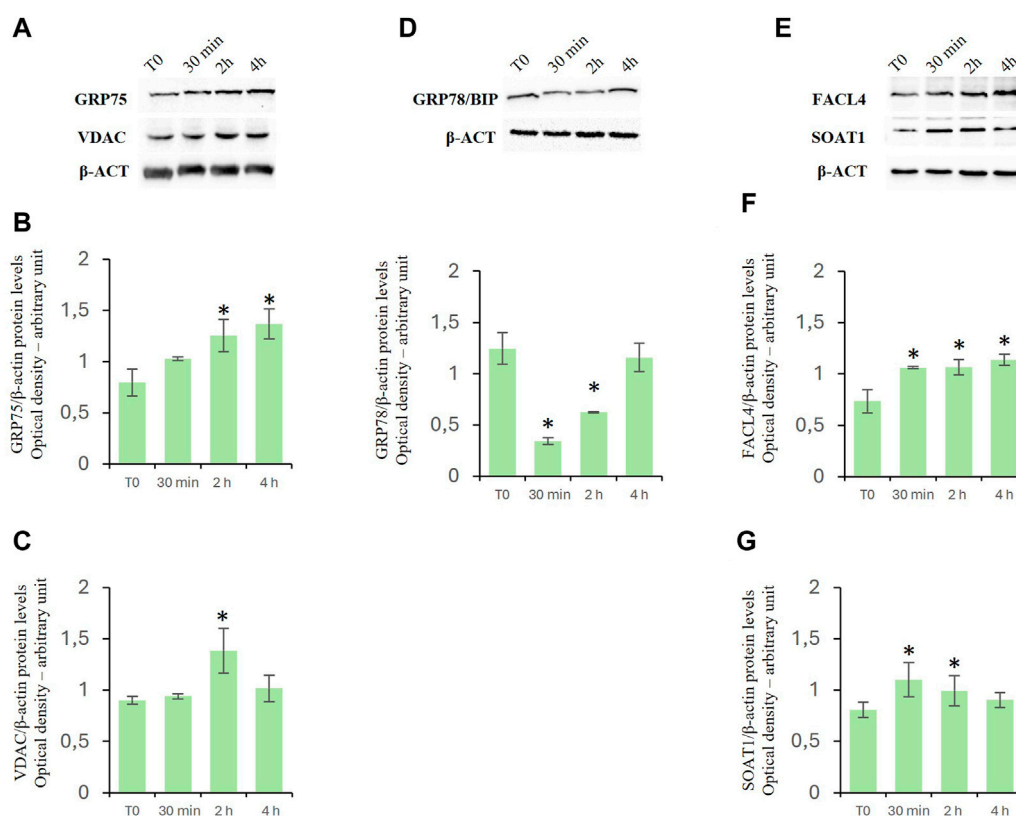 A
T0 30 min 2h 4h
GRP75
VDAC
β-ACT
D
T0 30 min 2h 4h
GRP78/BIP
β-ACT
E
T0 30 min 2h 4h
FACL4
SOAT1
β-ACT
B
GRP75/β-actin protein levels
Optical density – arbitrary unit
2
1,5
1
0,5
0
* *
T0 30 min 2 h 4 h
GRP78/β-actin protein levels
Optical density – arbitrary unit
2
1,5
1
0,5
0
* *
T0 30 min 2 h 4 h
F
FACL4/β-actin protein levels
Optical density – arbitrary unit
2
1,5
1
0,5
0
* * *
T0 30 min 2 h 4 h
C
VDAC/β-actin protein levels
Optical density – arbitrary unit
2
1,5
1
0,5
0
*
T0 30 min 2 h 4 h
G
SOAT1/β-actin protein levels
Optical density – arbitrary unit
2
1,5
1
0,5
0
* *
T0 30 min 2 h 4 h